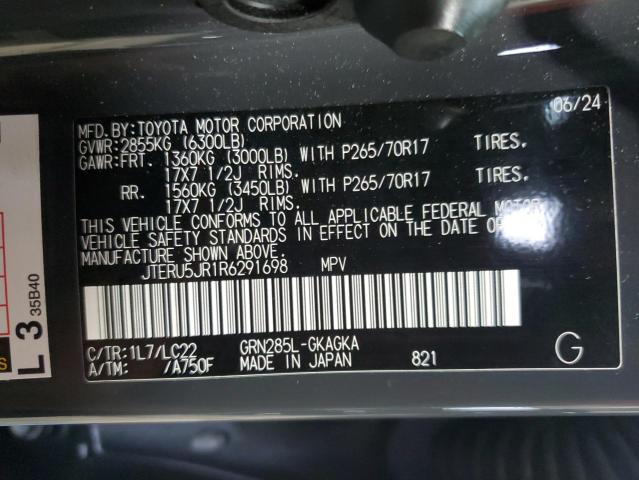 06/24
MFD. BY: TOYOTA MOTOR CORPORATION
GVWR: 2855KG (6300LB)
GAWR: FRT. 1360KG (3000LB) WITH P265/70R17 TIRES.
17X7 1/2J RIMS.
RR. 1560KG (3450LB) WITH P265/70R17 TIRES.
17X7 1/2J RIMS.
THIS VEHICLE CONFORMS TO ALL APPLICABLE FEDERAL MOTOR
VEHICLE SAFETY STANDARDS IN EFFECT ON THE DATE OF
MANUFACTURE SHOWN ABOVE.
JTERU5JR1R6291698 MPV
C/TR: 1L7/LC22 GRN285L-GKAGKA
A/TM: /A750F MADE IN JAPAN 821 G
L 3 35B40
S